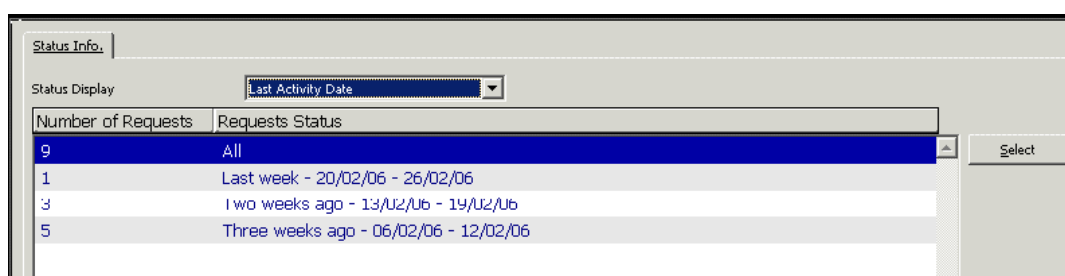 Status Info.
Status Display Last Activity Date
Number of Requests Requests Status
9 All
Select
1 Last week - 20/02/06 - 26/02/06
3 Two weeks ago - 13/02/06 - 19/02/06
5 Three weeks ago - 06/02/06 - 12/02/06